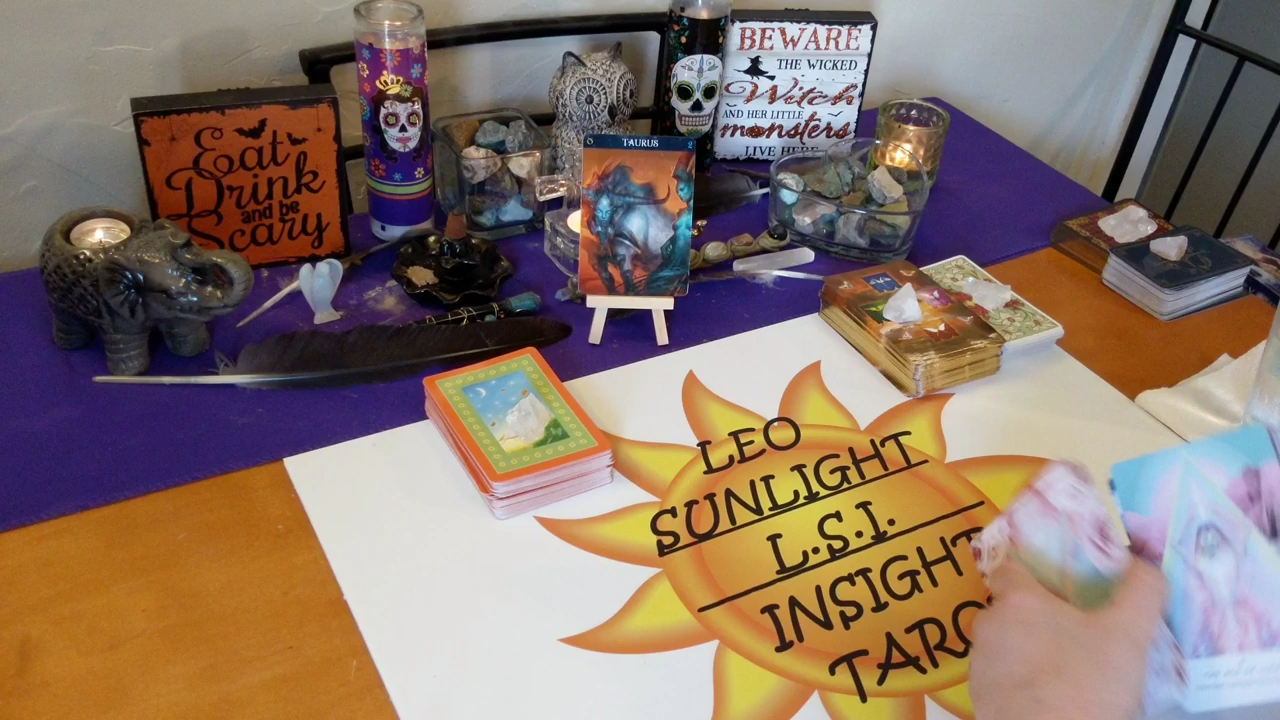 Eat
Drink
and be
Scary
BEWARE
THE WICKED
Witch
AND HER LITTLE
monsters
LIVE HERE
TAURUS
LEO
SUNLIGHT
L.S.I.
INSIGHT
TARO